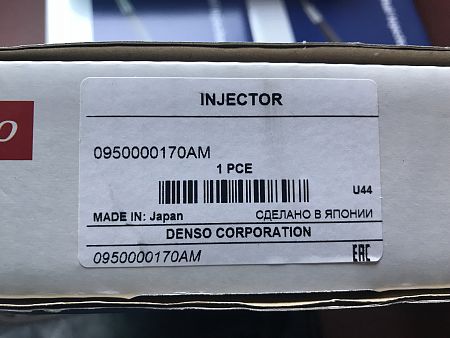 INJECTOR
0950000170AM
1 PCE
U44
MADE IN: Japan СДЕЛАНО В ЯПОНИИ
DENSO CORPORATION
0950000170AM
EAC